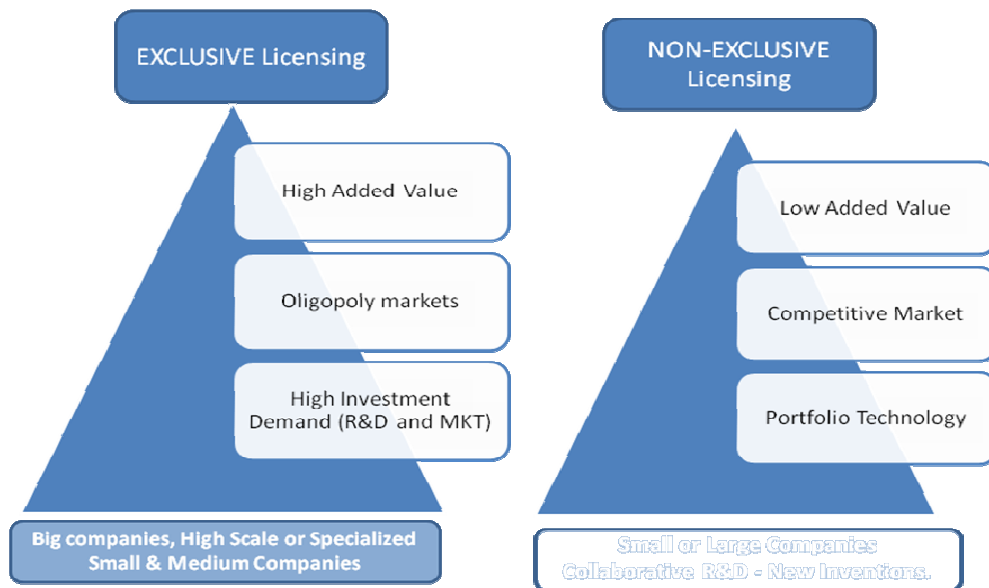 EXCLUSIVE Licensing
High Added Value
Oligopoly markets
High Investment
Demand (R&D and MKT)
Big companies, High Scale or Specialized
Small & Medium Companies
NON-EXCLUSIVE
Licensing
Low Added Value
Competitive Market
Portfolio Technology
Small or Large Companies
Collaborative R&D - New Inventions.